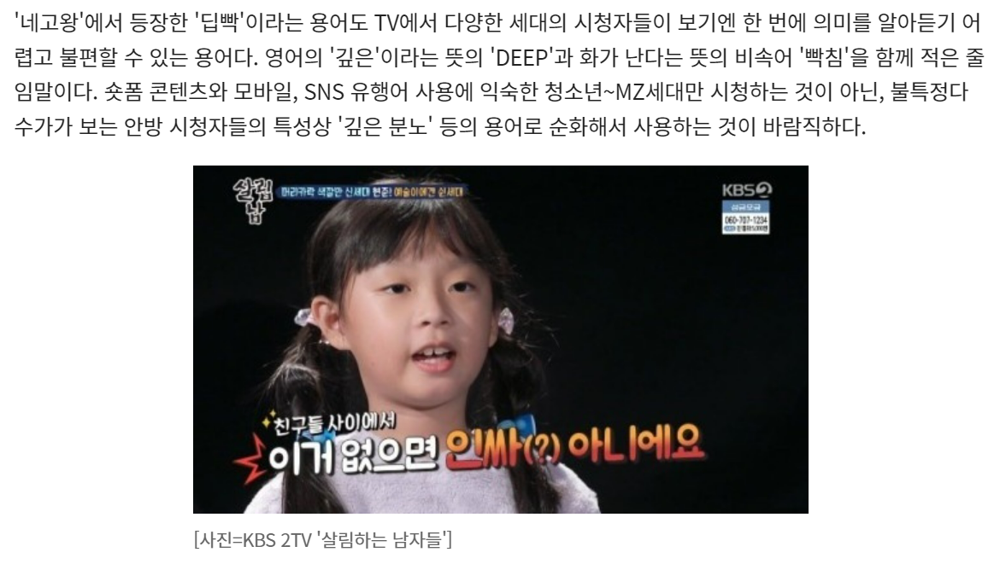 '네고왕'에서 등장한 '딥빡'이라는 용어도 TV에서 다양한 세대의 시청자들이 보기엔 한 번에 의미를 알아듣기 어
렵고 불편할 수 있는 용어다. 영어의 '깊은'이라는 뜻의 'DEEP'과 화가 난다는 뜻의 비속어 '빡침'을 함께 적은 줄
임말이다. 숏폼 콘텐츠와 모바일, SNS 유행어 사용에 익숙한 청소년~MZ세대만 시청하는 것이 아닌, 불특정다
수가가 보는 안방 시청자들의 특성상 '깊은 분노' 등의 용어로 순화해서 사용하는 것이 바람직하다.
살림남
머리카락 색깔만 신세대 현준! 예술이에겐 쉰세대
KBS2
성금모금
060-707-1234
친구들 사이에서
이거 없으면 인싸(?) 아니에요
[사진=KBS 2TV '살림하는 남자들']